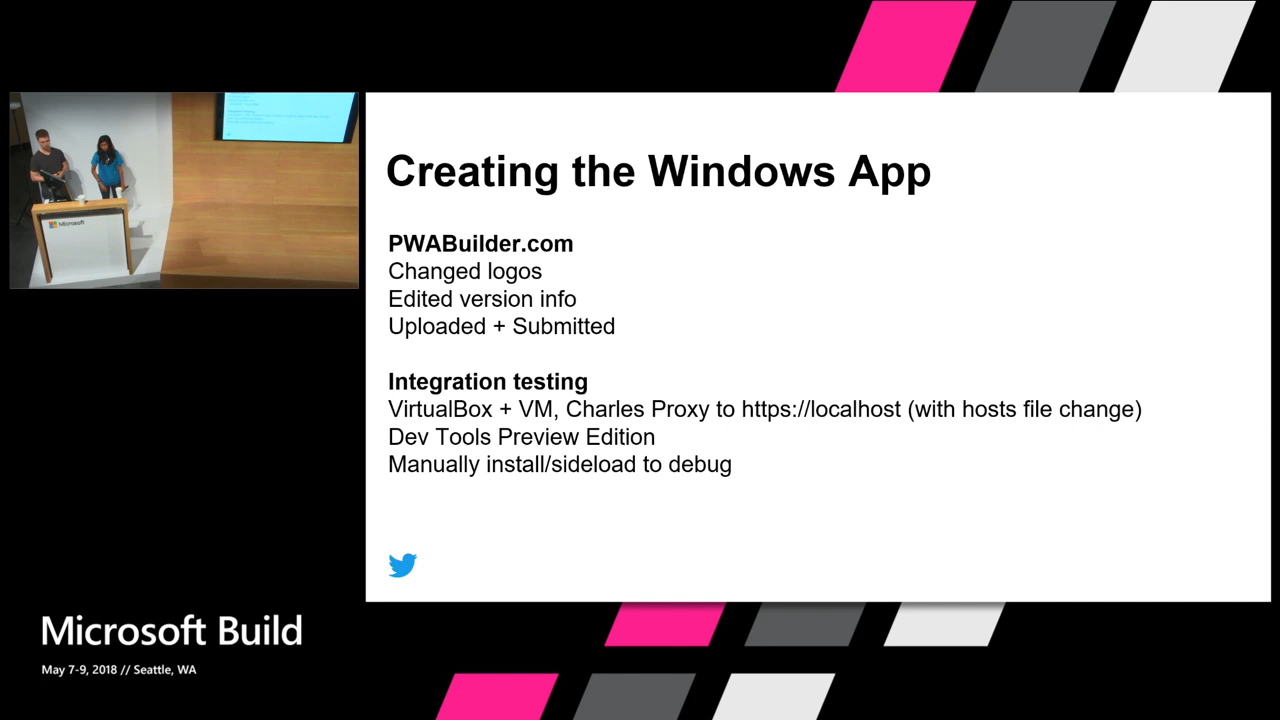 Creating the Windows App
PWABuilder.com
Changed logos
Edited version info
Uploaded + Submitted
Integration testing
VirtualBox + VM, Charles Proxy to https://localhost (with hosts file change)
Dev Tools Preview Edition
Manually install/sideload to debug
Microsoft
Microsoft Build
May 7-9, 2018 // Seattle, WA